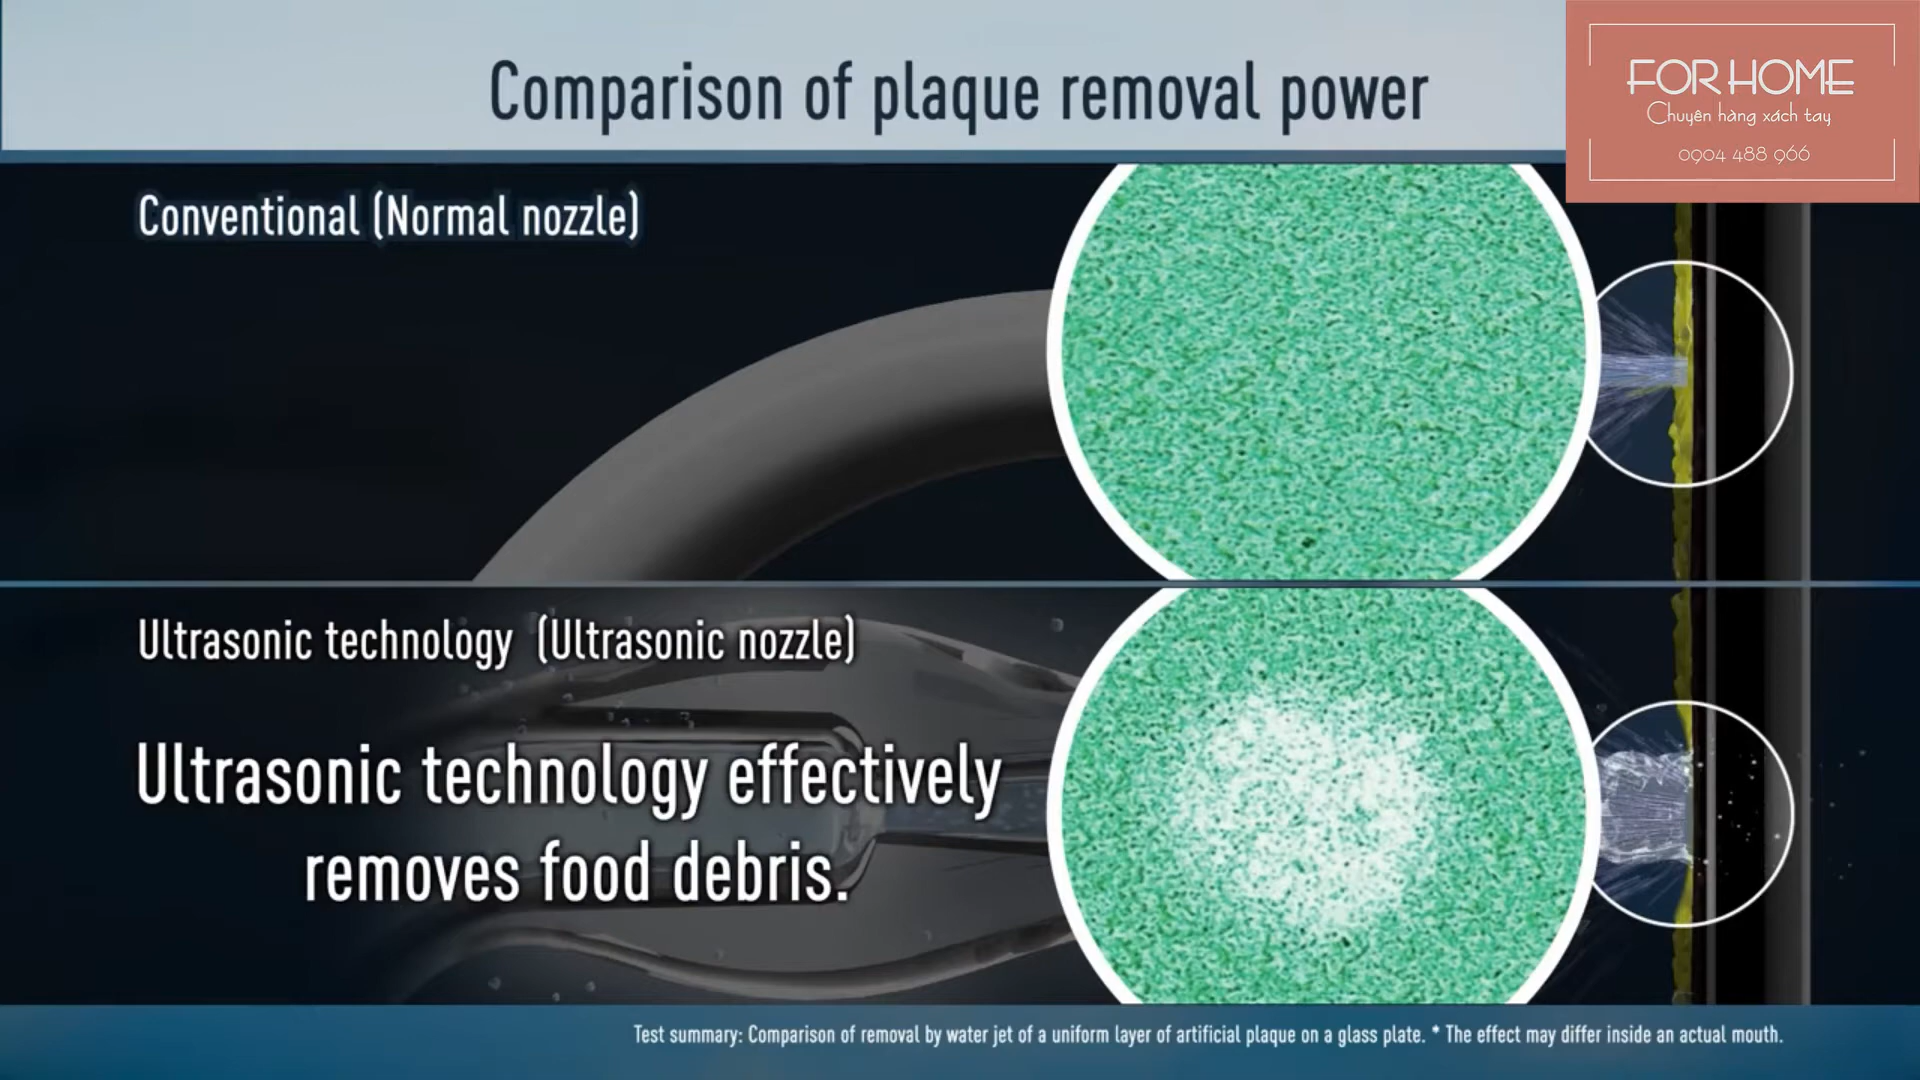 Comparison of plaque removal power
FOR HOME
Chuyên hàng xách tay
0904 488 966
Conventional (Normal nozzle)
Ultrasonic technology (Ultrasonic nozzle)
Ultrasonic technology effectively
removes food debris.
Test summary: Comparison of removal by water jet of a uniform layer of artificial plaque on a glass plate. * The effect may differ inside an actual mouth.